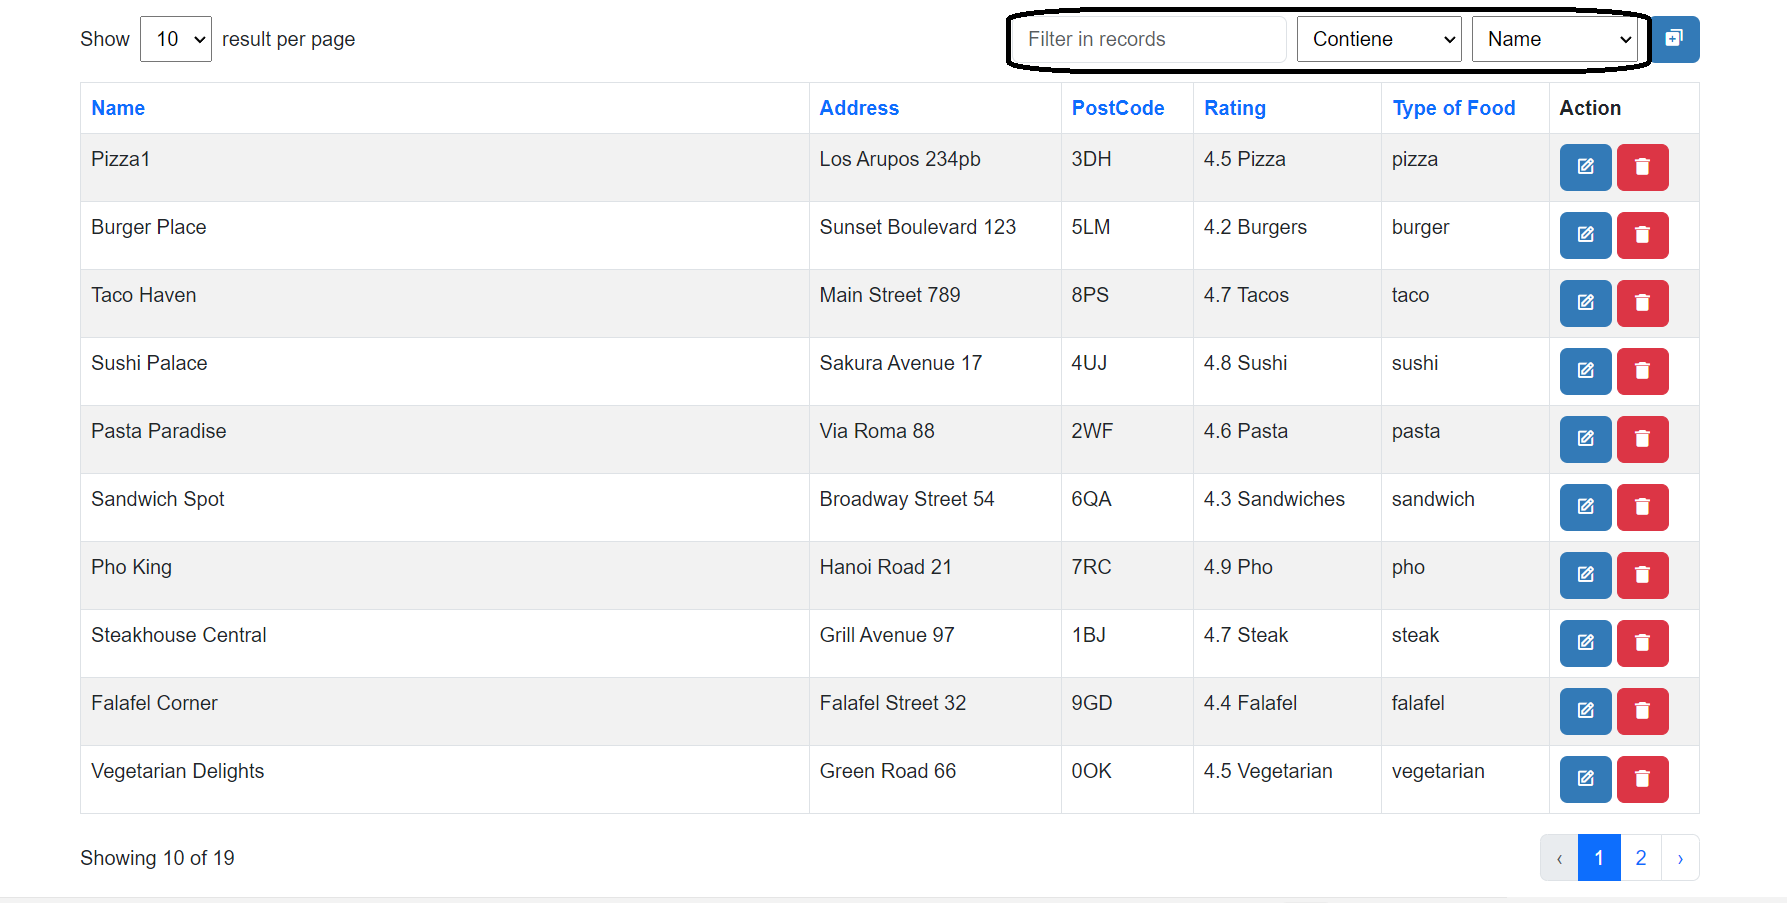 Show 10 result per page Filter in records Contiene Name
Name Address PostCode Rating Type of Food Action
Pizza1 Los Arupos 234pb 3DH 4.5 Pizza pizza
Burger Place Sunset Boulevard 123 5LM 4.2 Burgers burger
Taco Haven Main Street 789 8PS 4.7 Tacos taco
Sushi Palace Sakura Avenue 17 4UJ 4.8 Sushi sushi
Pasta Paradise Via Roma 88 2WF 4.6 Pasta pasta
Sandwich Spot Broadway Street 54 6QA 4.3 Sandwiches sandwich
Pho King Hanoi Road 21 7RC 4.9 Pho pho
Steakhouse Central Grill Avenue 97 1BJ 4.7 Steak steak
Falafel Corner Falafel Street 32 9GD 4.4 Falafel falafel
Vegetarian Delights Green Road 66 0OK 4.5 Vegetarian vegetarian
Showing 10 of 19 ‹ 1 2 ›